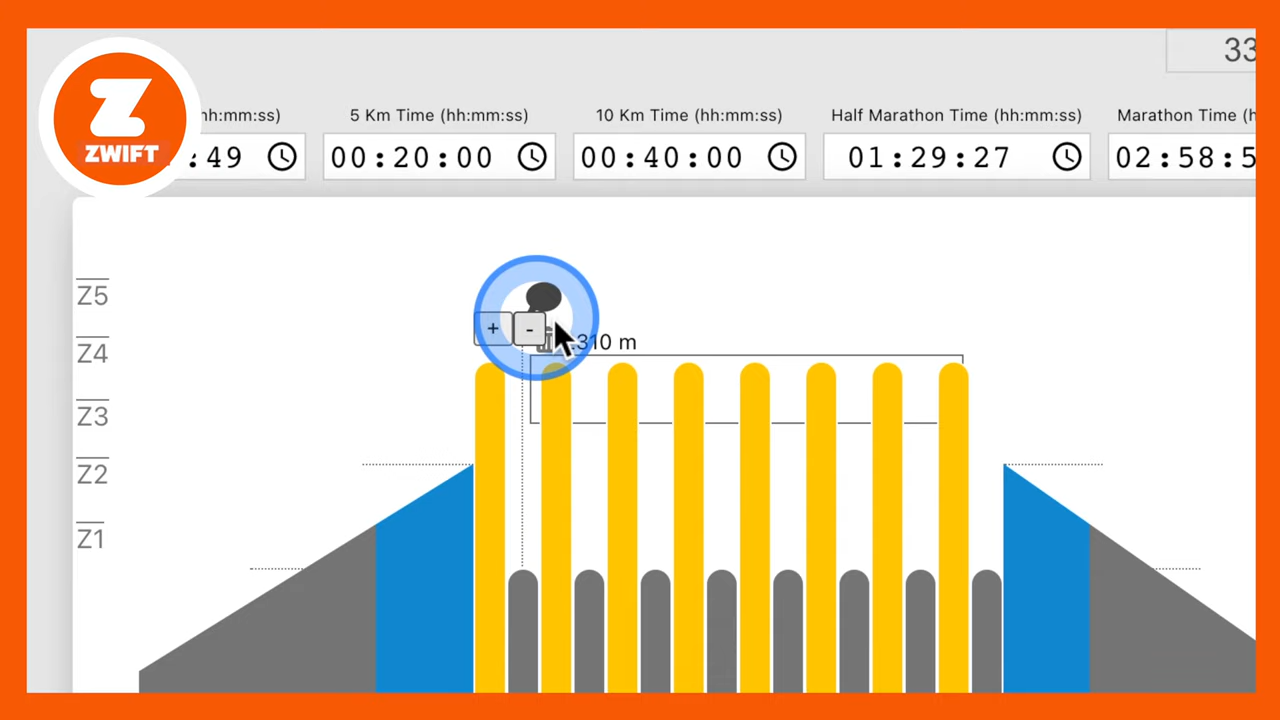 33
ZWIFT
hh:mm:ss)
5 Km Time (hh:mm:ss)
10 Km Time (hh:mm:ss)
Half Marathon Time (hh:mm:ss)
Marathon Time (h
:49
00:20:00
00:40:00
01:29:27
02:58:5
Z5
+
-
.310 m
Z4
Z3
Z2
Z1